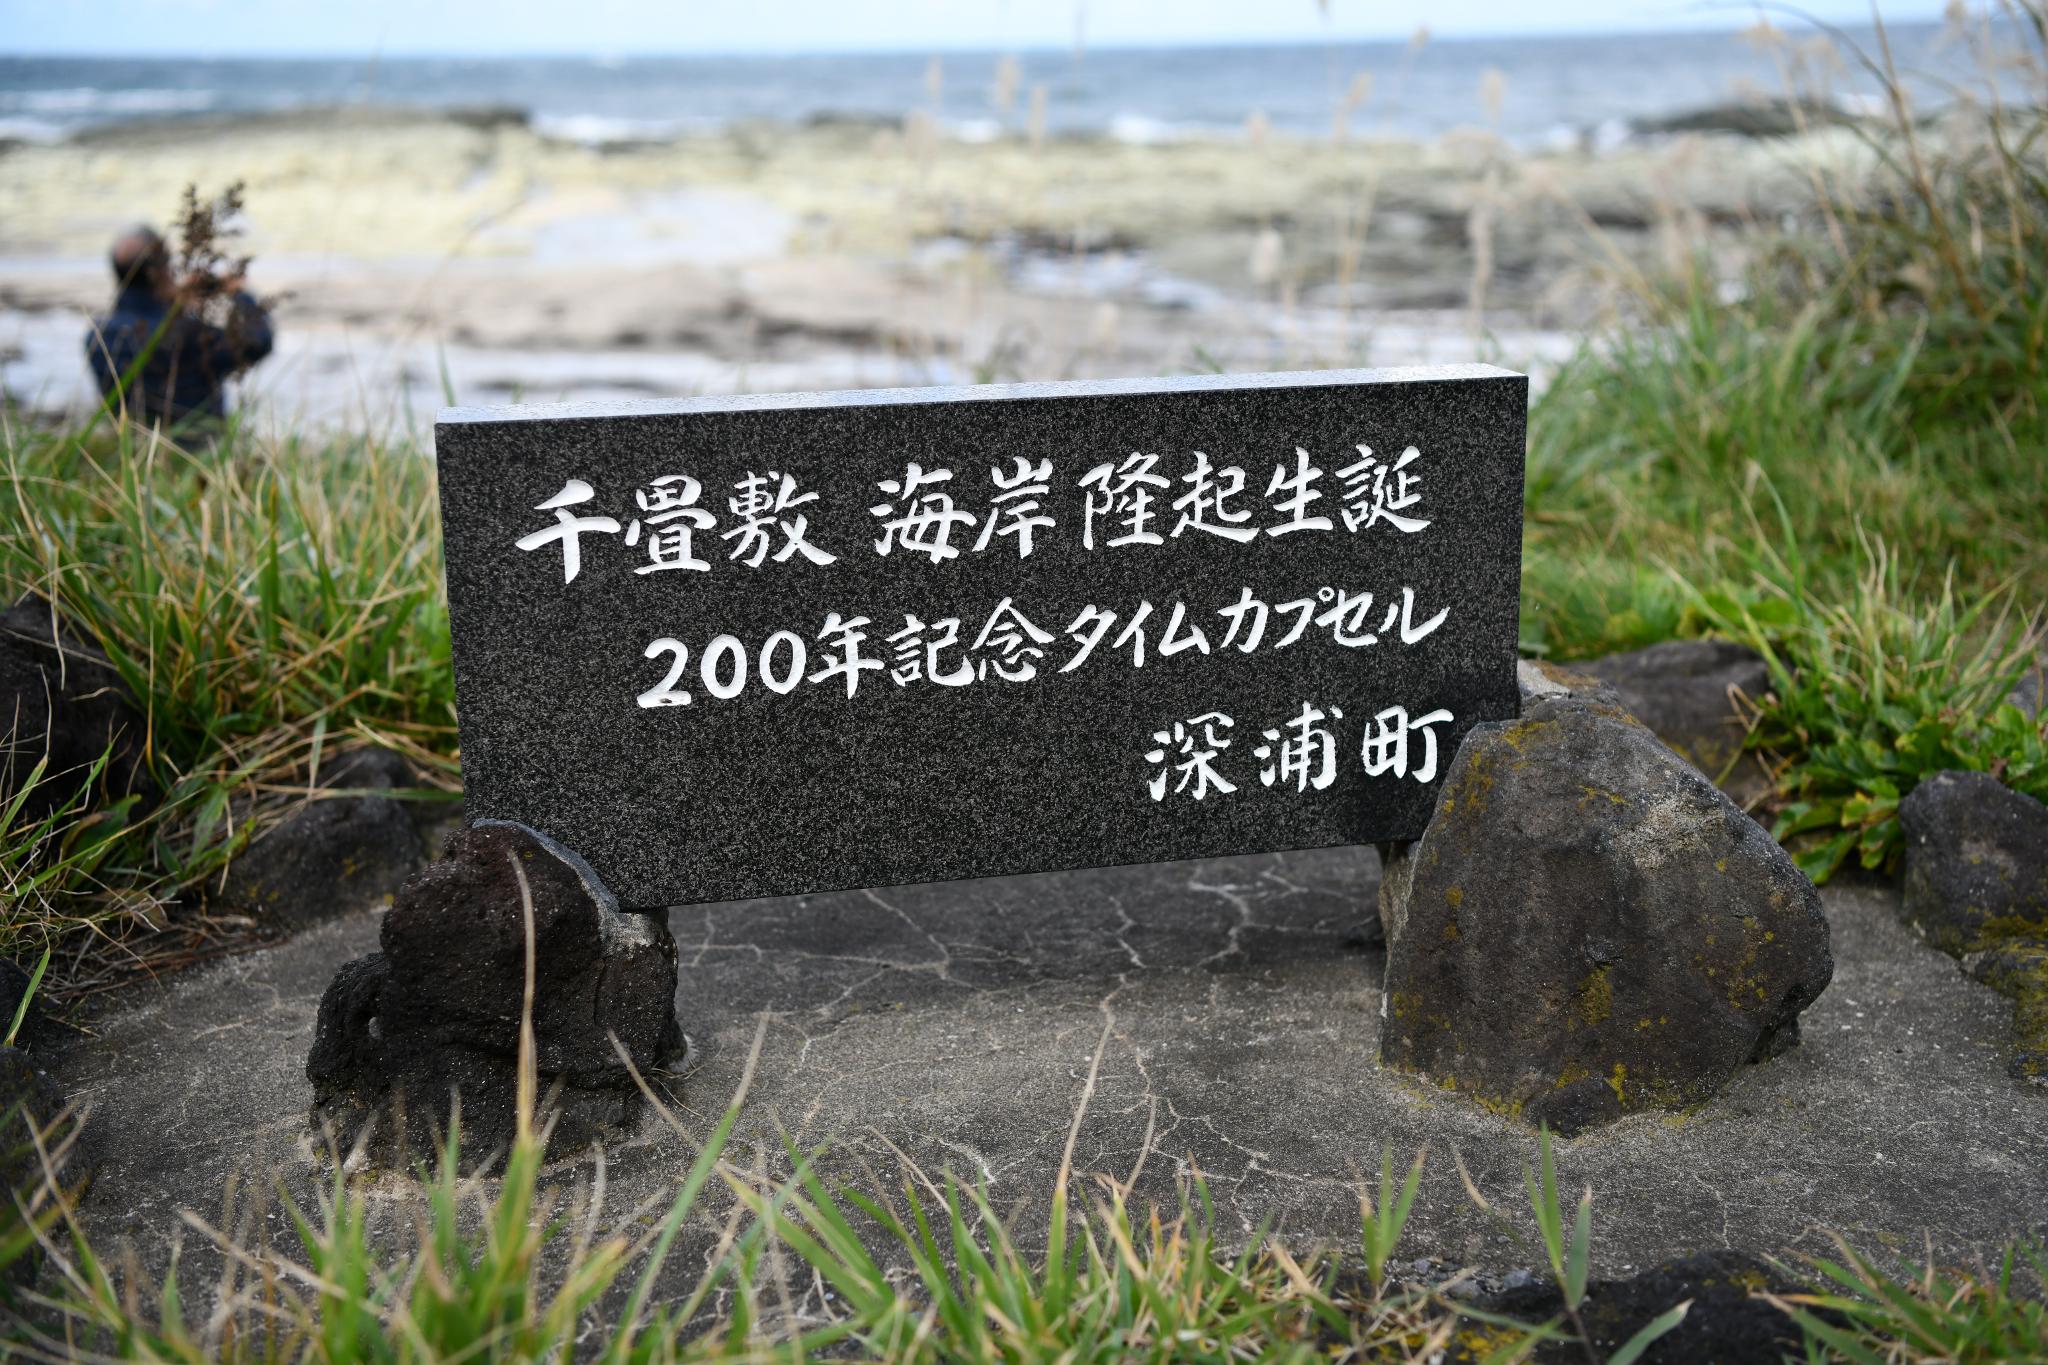 千畳敷 海岸隆起生誕
200年記念タイムカプセル
深浦町